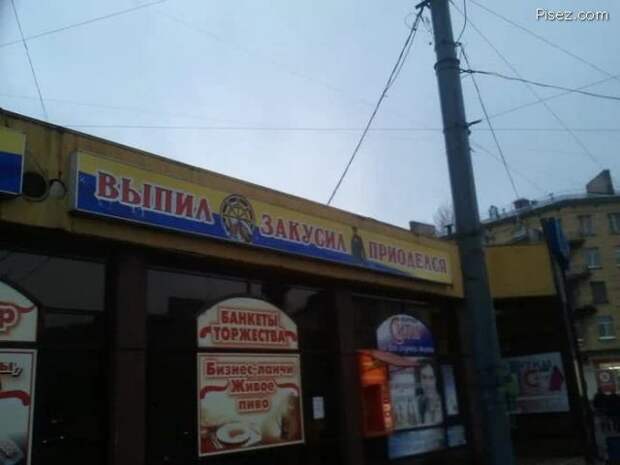 Pisez.com
ВЫПИЛ ЗАКУСИЛ ПРИОДЕЛСЯ
БАНКЕТЫ
ТОРЖЕСТВА
Бизнес-ланчи
Живое
пиво